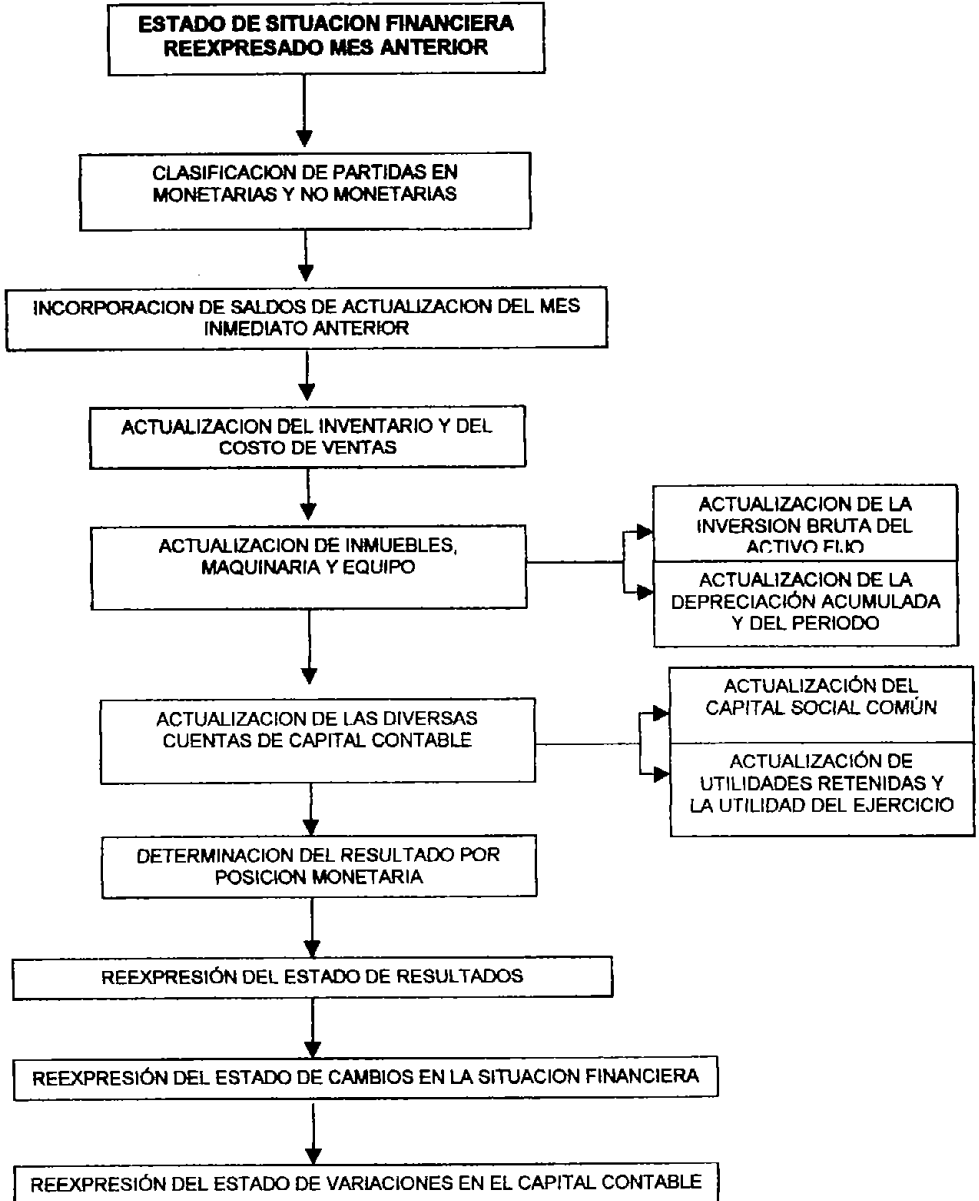 ESTADO DE SITUACION FINANCIERA
REEXPRESADO MES ANTERIOR
CLASIFICACION DE PARTIDAS EN
MONETARIAS Y NO MONETARIAS
INCORPORACION DE SALDOS DE ACTUALIZACION DEL MES
INMEDIATO ANTERIOR
ACTUALIZACION DEL INVENTARIO Y DEL
COSTO DE VENTAS
ACTUALIZACION DE INMUEBLES,
MAQUINARIA Y EQUIPO
ACTUALIZACION DE LA
INVERSION BRUTA DEL
ACTIVO FIJO
ACTUALIZACION DE LA
DEPRECIACIÓN ACUMULADA
Y DEL PERIODO
ACTUALIZACION DE LAS DIVERSAS
CUENTAS DE CAPITAL CONTABLE
ACTUALIZACIÓN DEL
CAPITAL SOCIAL COMÚN
ACTUALIZACIÓN DE
UTILIDADES RETENIDAS Y
LA UTILIDAD DEL EJERCICIO
DETERMINACION DEL RESULTADO POR
POSICION MONETARIA
REEXPRESIÓN DEL ESTADO DE RESULTADOS
REEXPRESIÓN DEL ESTADO DE CAMBIOS EN LA SITUACION FINANCIERA
REEXPRESIÓN DEL ESTADO DE VARIACIONES EN EL CAPITAL CONTABLE